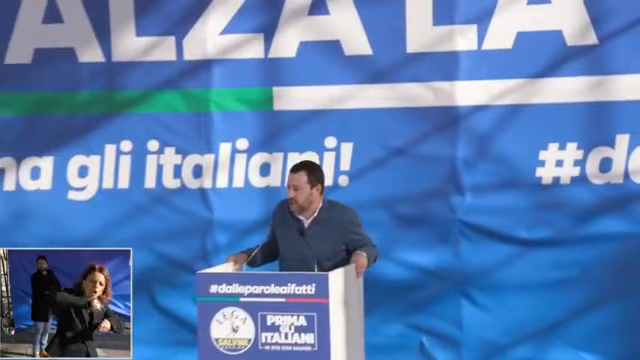 ALZA LA
na gli italiani!
#da
#dalleparoleaifatti
LEGA
SALVINI
PRIMA
GLI
ITALIANI